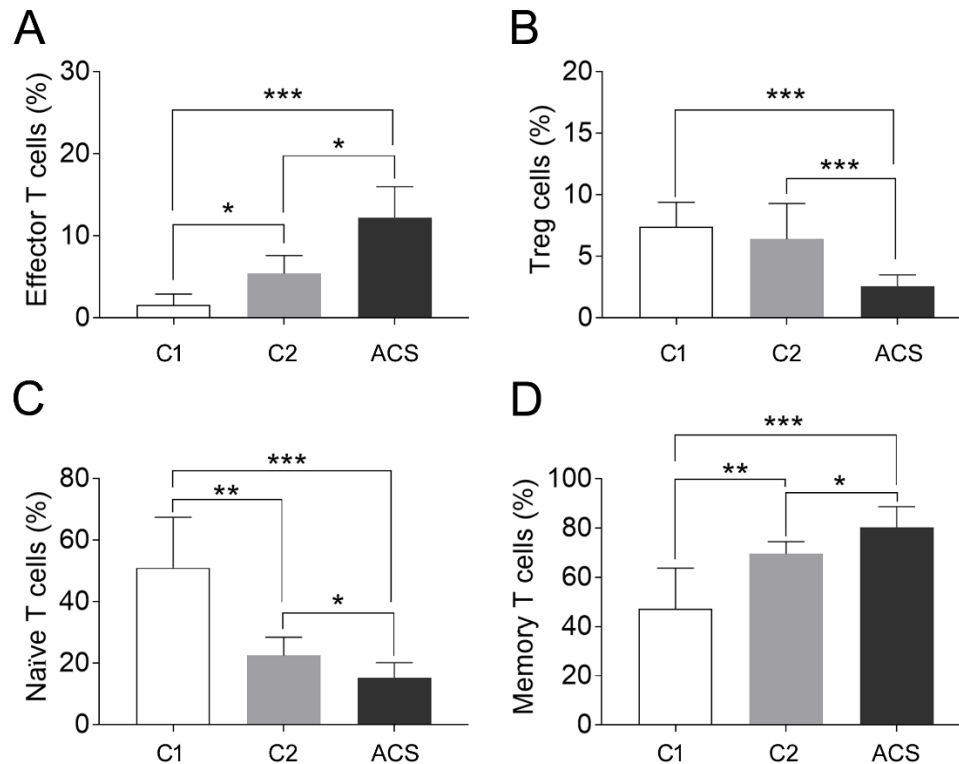 A
Effector T cells (%)
30
20
10
0
***
*
*
C1 C2 ACS
B
Treg cells (%)
20
15
10
5
0
***
***
C1 C2 ACS
C
Naïve T cells (%)
80
60
40
20
0
***
**
*
C1 C2 ACS
D
Memory T cells (%)
100
80
60
40
20
0
***
**
*
C1 C2 ACS